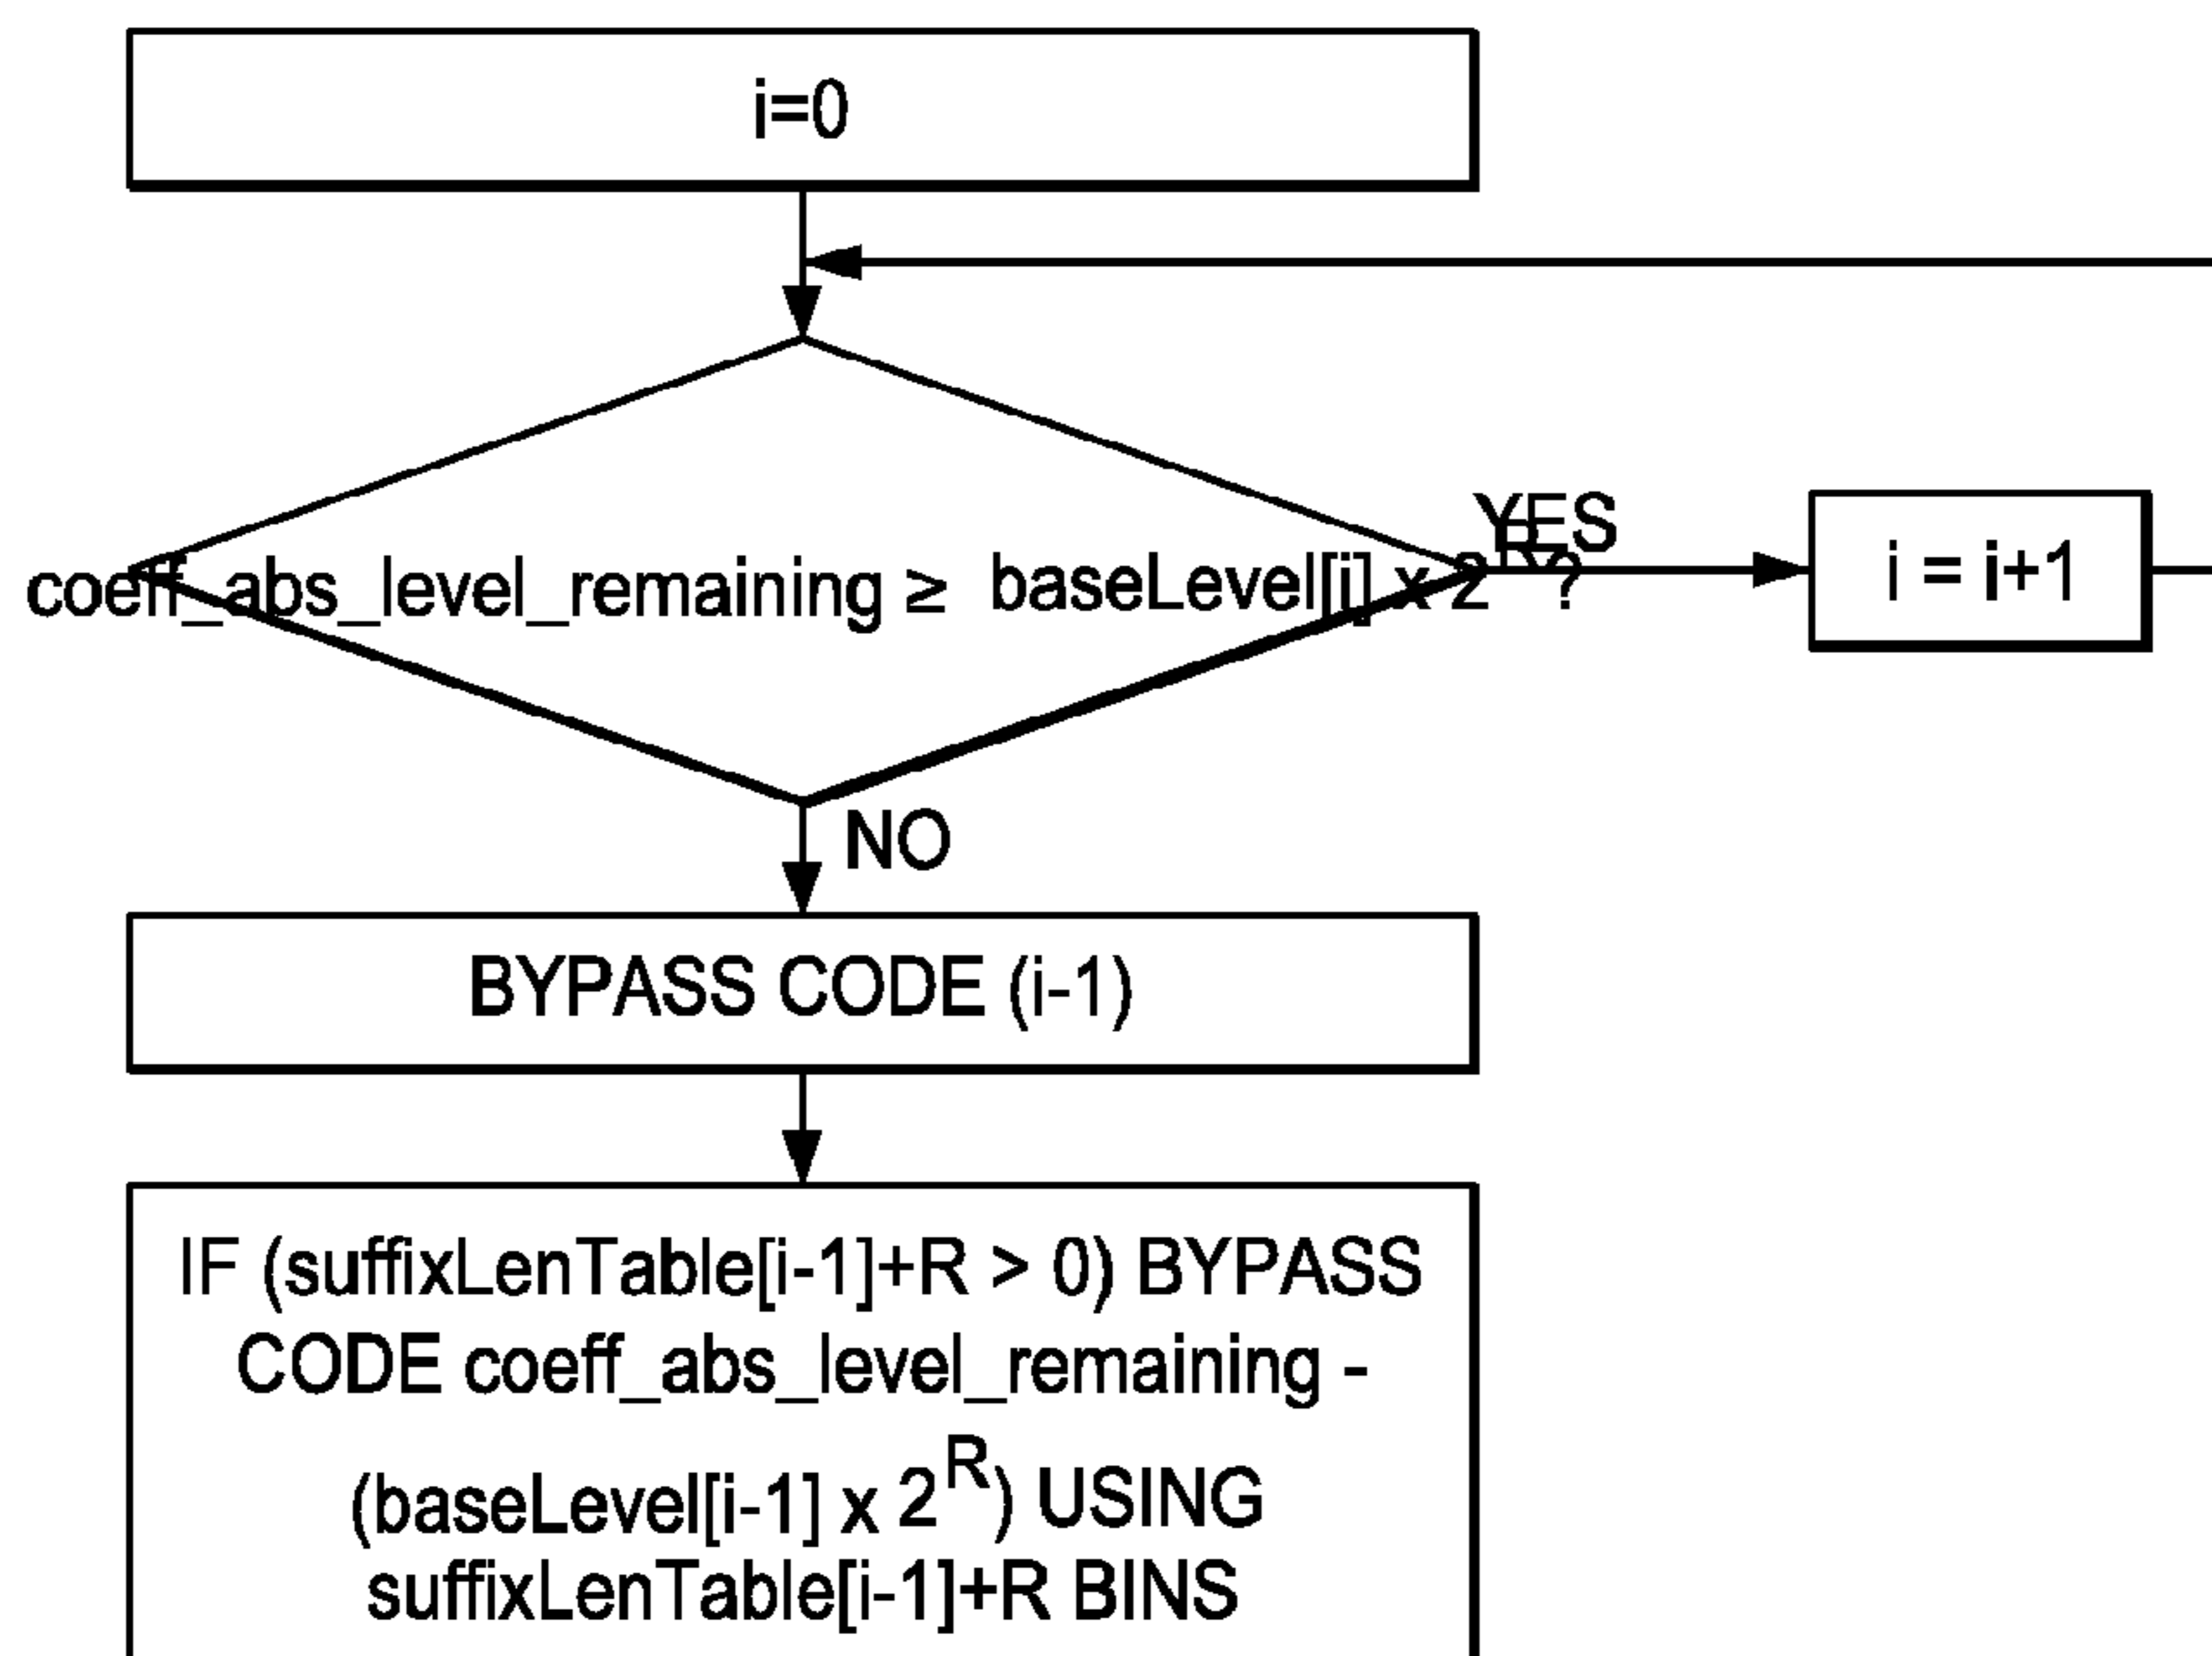 i=0
coeff_abs_level_remaining ≥ baseLevel[i] x 2^R ?
YES
i = i+1
NO
BYPASS CODE (i-1)
IF (suffixLenTable[i-1]+R > 0) BYPASS
CODE coeff_abs_level_remaining -
(baseLevel[i-1] x 2^R) USING
suffixLenTable[i-1]+R BINS